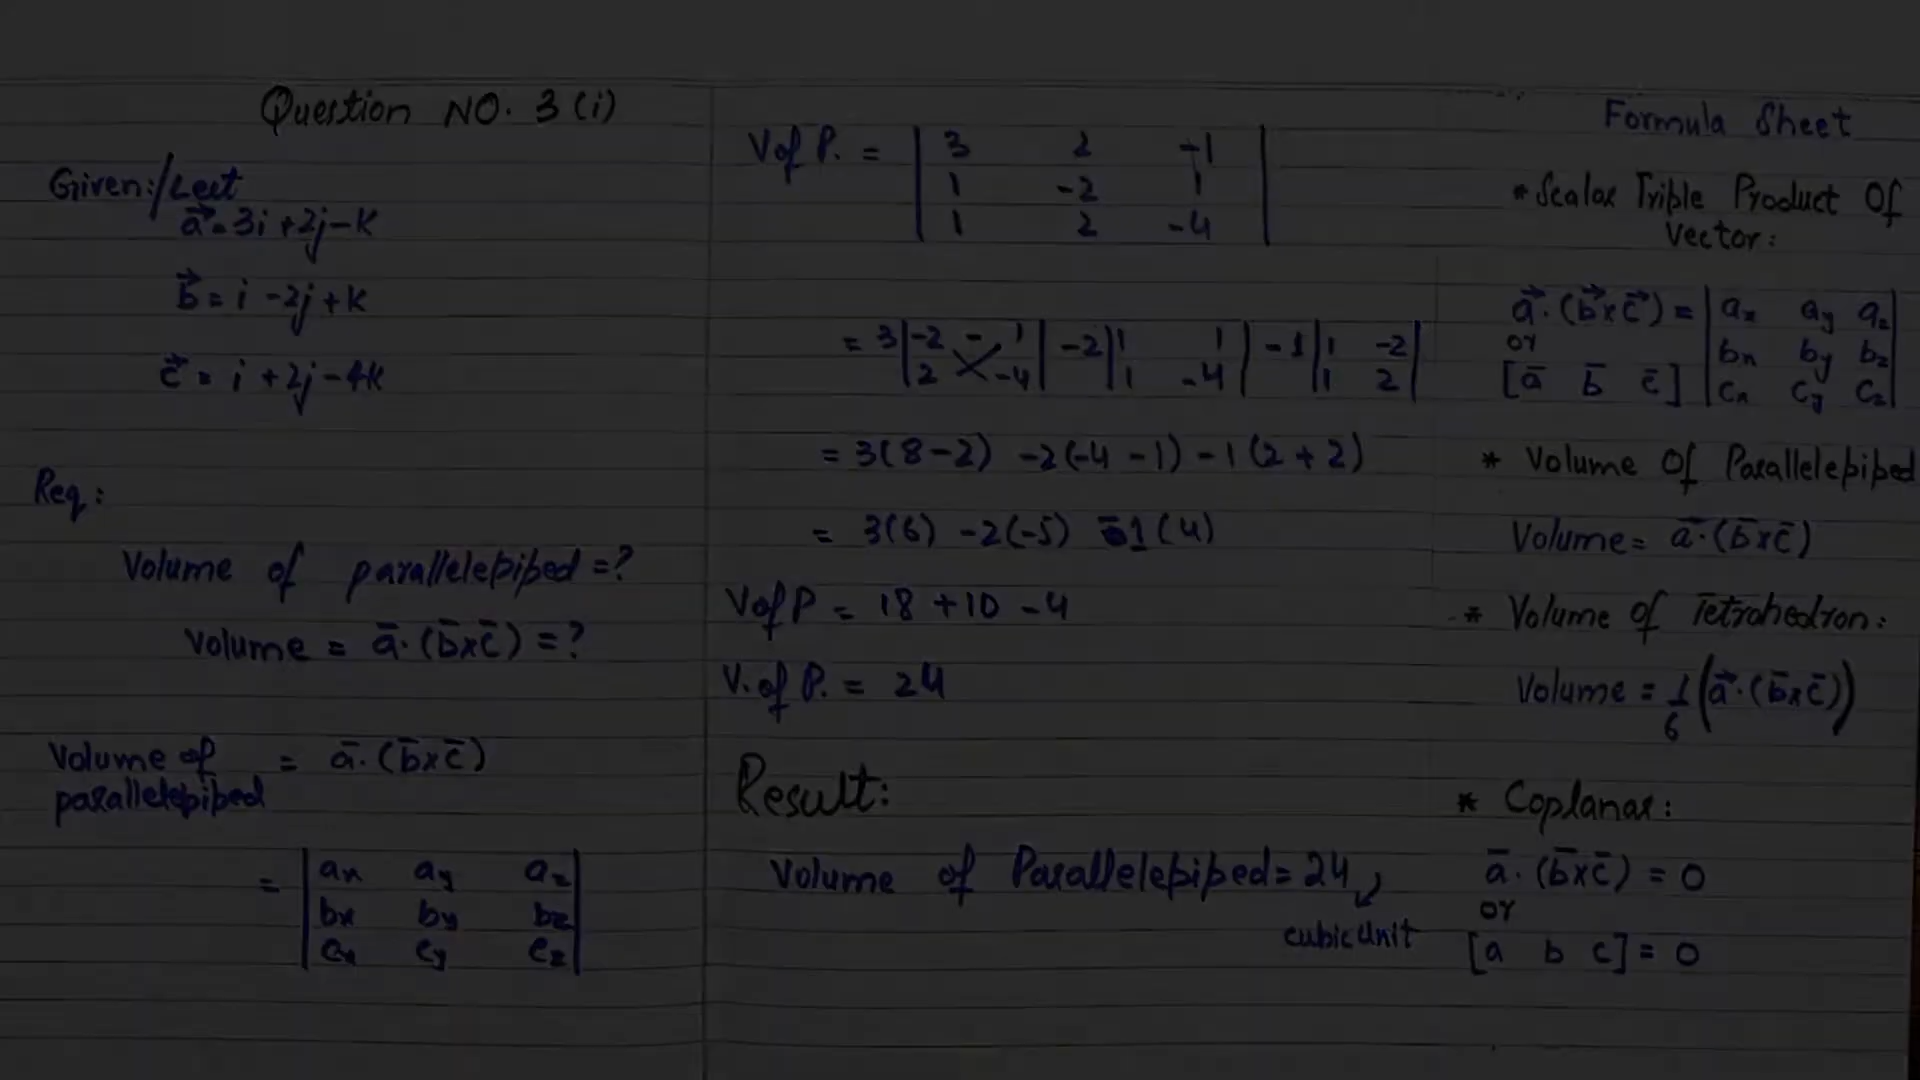 Question NO. 3 (i)
Given:/Leet
a⃗ = 3i + 2j - k
b⃗ = i - 2j + k
c⃗ = i + 2j - 4k
Req:
Volume of parallelepiped = ?
Volume = a̅. (b̅ x c̅) = ?
Volume of parallelepiped = a̅. (b̅ x c̅)
= | ax ay az |
| bx by bz |
| cx cy cz |
V of P. = | 3 2 -1 |
| 1 -2 1 |
| 1 2 -4 |
= 3 | -2 - 1 | - 2 | 1 1 | - 1 | 1 -2 |
| 2 -4 | | 1 -4 | | 1 2 |
= 3(8-2) -2(-4-1) -1(2+2)
= 3(6) -2(-5) -1(4)
V of P = 18 + 10 - 4
V. of P. = 24
Result:
Volume of Parallelepiped = 24,
cubic unit
Formula Sheet
* Scalar Triple Product Of
Vector:
a⃗. (b⃗ x c⃗) = | ax ay az |
or
| bx by bz |
[a̅ b̅ c̅] | cx cy cz |
* Volume Of Parallelepiped
Volume = a̅. (b̅ x c̅)
* Volume of Tetrahedron:
Volume = 1/6 (a⃗. (b̅ x c̅))
* Coplanar:
a̅. (b̅ x c̅) = 0
or
[a b c] = 0